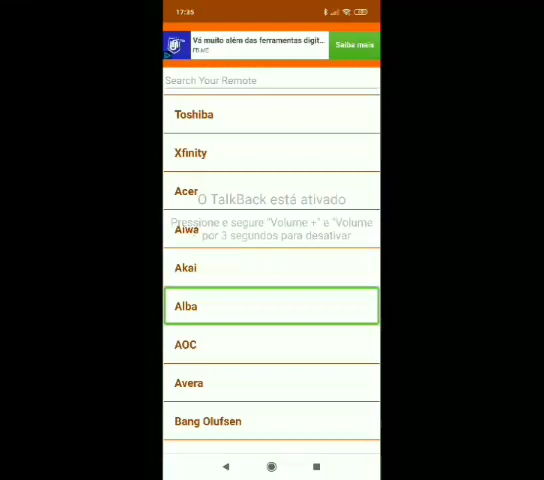 17:35
Vá muito além das ferramentas digit...
Saiba mais
Search Your Remote
Toshiba
Xfinity
Acer
O TalkBack está ativado
Pressione e segure "Volume +" e "Volume
Aiwa
por 3 segundos para desativar
Akai
Alba
AOC
Avera
Bang Olufsen